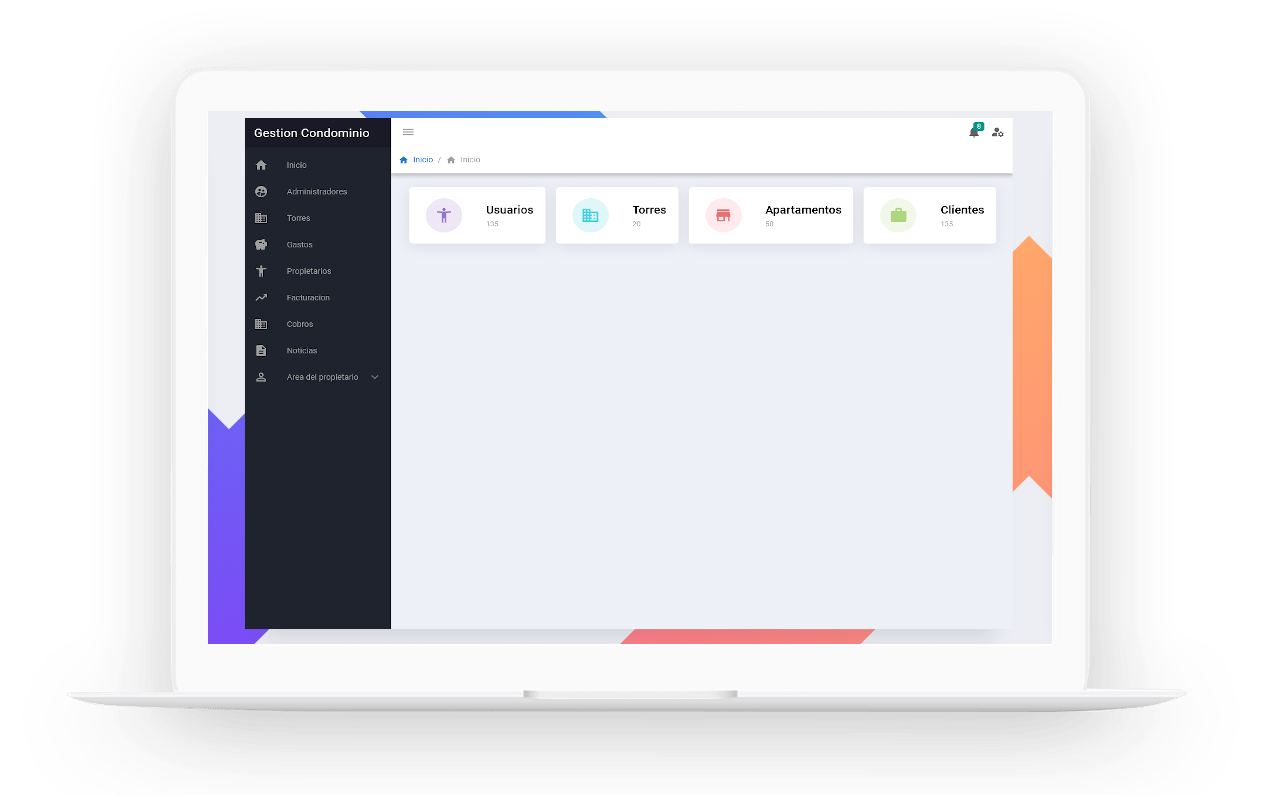 Gestion Condominio
Inicio
Administradores
Torres
Gastos
Propietarios
Facturacion
Cobros
Noticias
Area del propietario
Inicio / Inicio
Usuarios
135
Torres
20
Apartamentos
50
Clientes
135